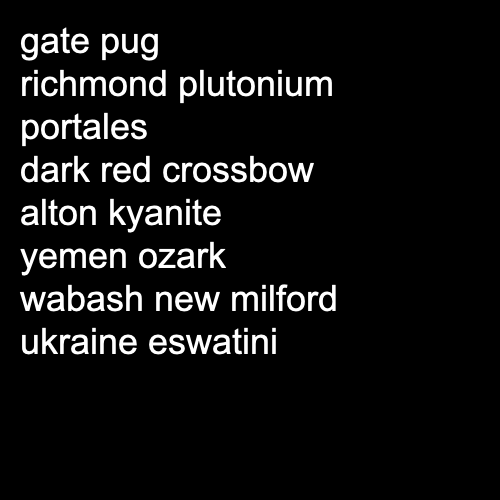 gate pug
richmond plutonium
portales
dark red crossbow
alton kyanite
yemen ozark
wabash new milford
ukraine eswatini